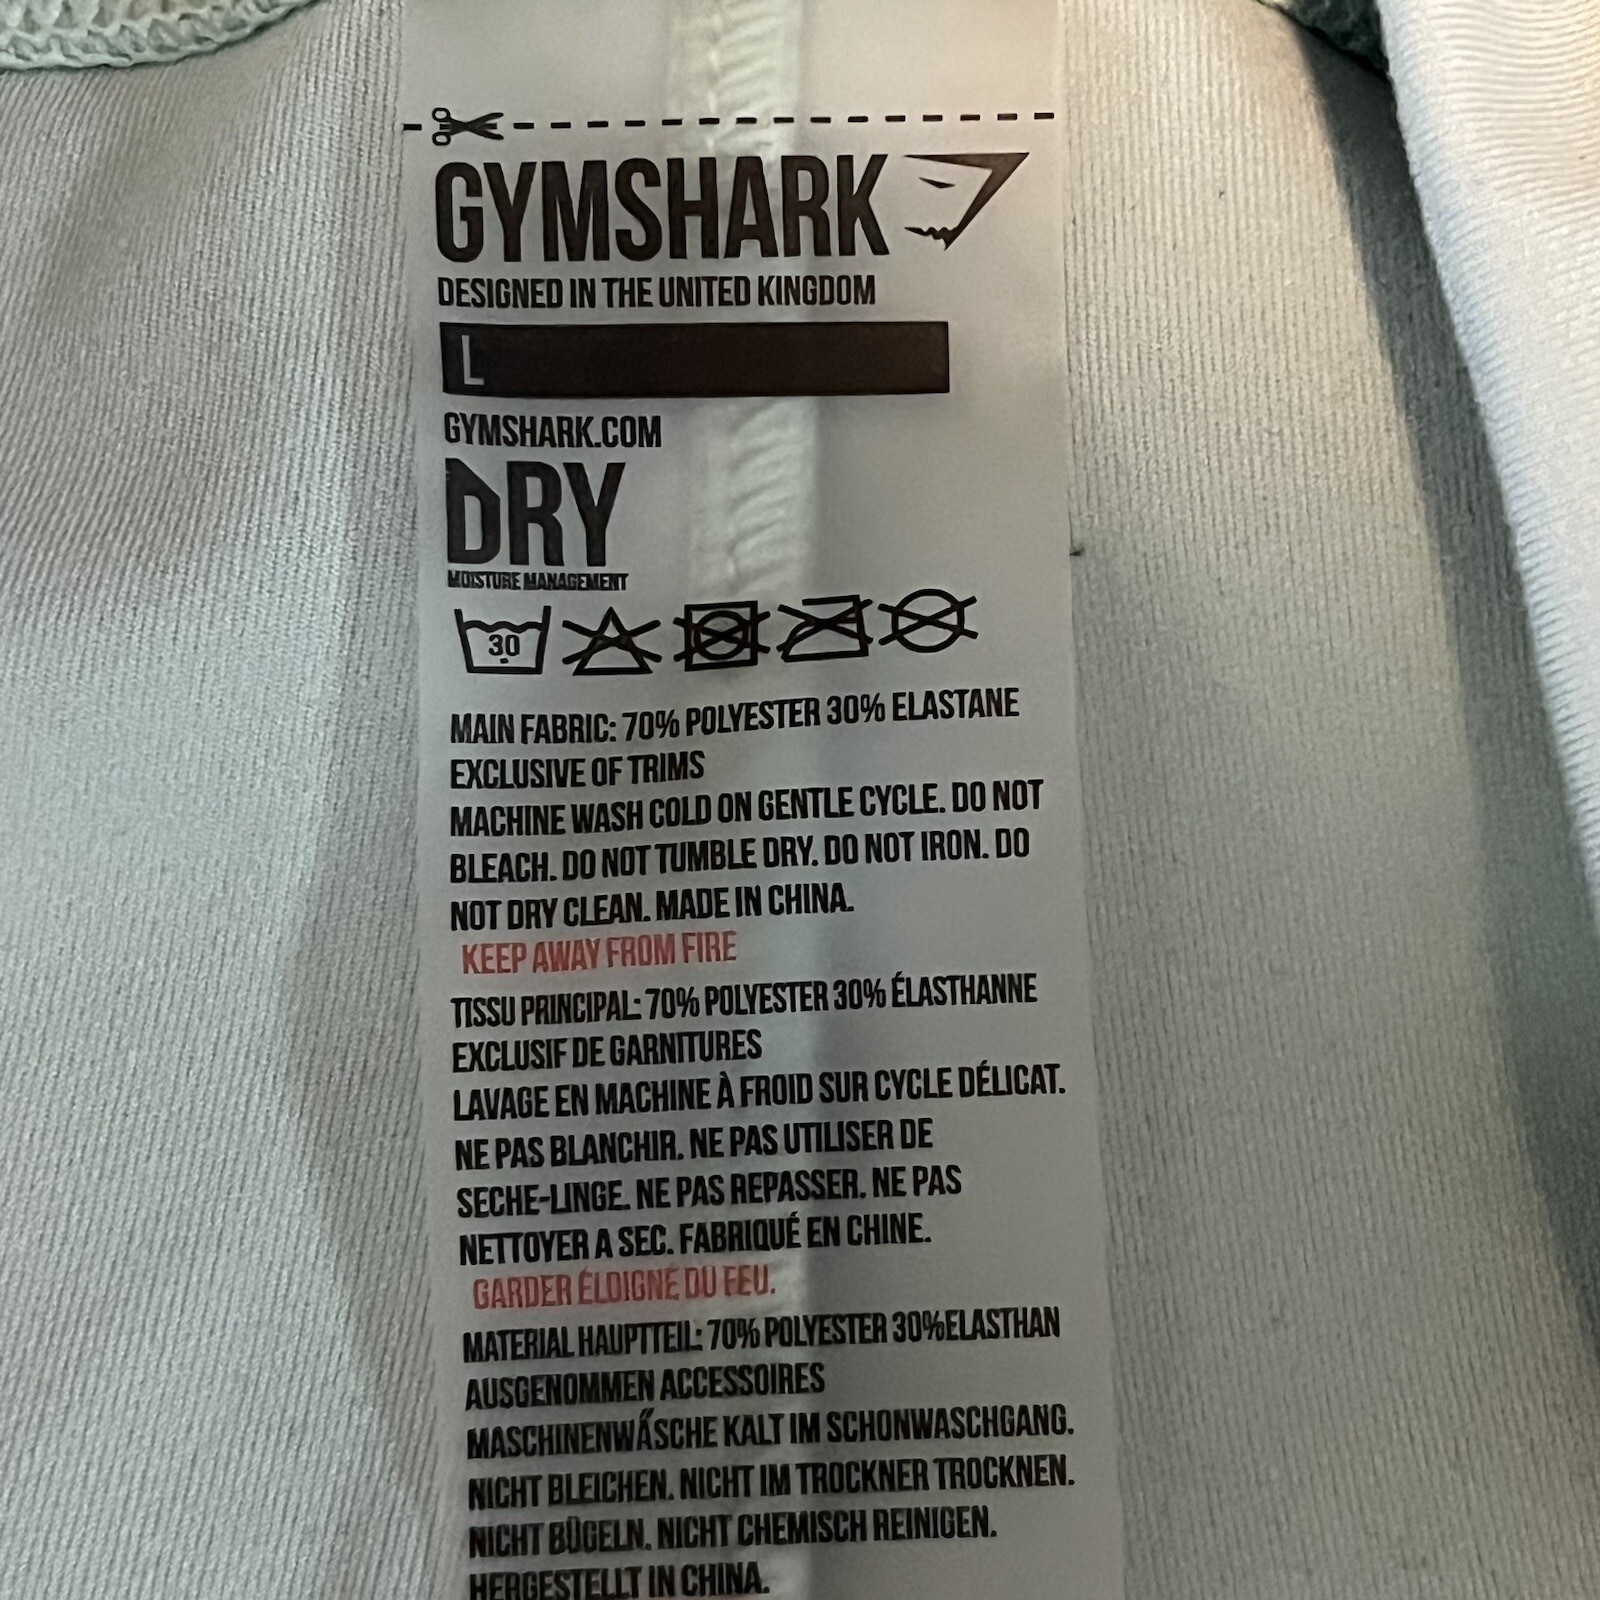 GYMSHARK
DESIGNED IN THE UNITED KINGDOM
L
GYMSHARK.COM
DRY
MOISTURE MANAGEMENT
30
MAIN FABRIC: 70% POLYESTER 30% ELASTANE
EXCLUSIVE OF TRIMS
MACHINE WASH COLD ON GENTLE CYCLE. DO NOT
BLEACH. DO NOT TUMBLE DRY. DO NOT IRON. DO
NOT DRY CLEAN. MADE IN CHINA.
KEEP AWAY FROM FIRE
TISSU PRINCIPAL: 70% POLYESTER 30% ÉLASTHANNE
EXCLUSIF DE GARNITURES
LAVAGE EN MACHINE À FROID SUR CYCLE DÉLICAT.
NE PAS BLANCHIR. NE PAS UTILISER DE
SECHE-LINGE. NE PAS REPASSER. NE PAS
NETTOYER A SEC. FABRIQUÉ EN CHINE.
GARDER ÉLOIGNÉ DU FEU.
MATERIAL HAUPTTEIL: 70% POLYESTER 30%ELASTHAN
AUSGENOMMEN ACCESSOIRES
MASCHINENWA̋SCHE KALT IM SCHONWASCHGANG.
NICHT BLEICHEN. NICHT IM TROCKNER TROCKNEN.
NICHT BÜGELN. NICHT CHEMISCH REINIGEN.
HERGESTELLT IN CHINA.